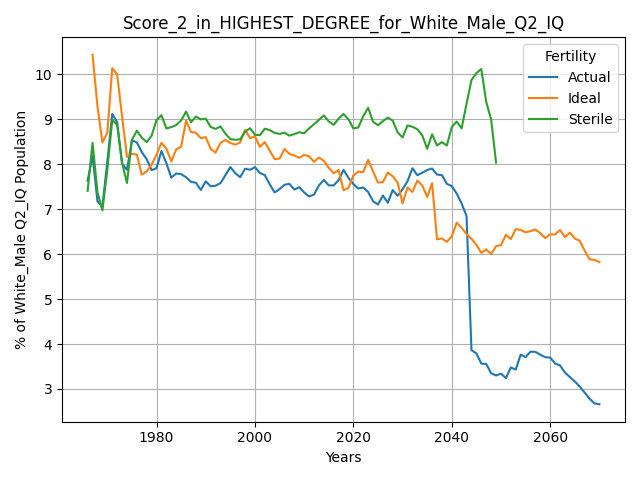 Score_2_in_HIGHEST_DEGREE_for_White_Male_Q2_IQ
% of White_Male Q2_IQ Population
10
9
8
7
6
5
4
3
1980
2000
2020
2040
2060
Years
Fertility
Actual
Ideal
Sterile